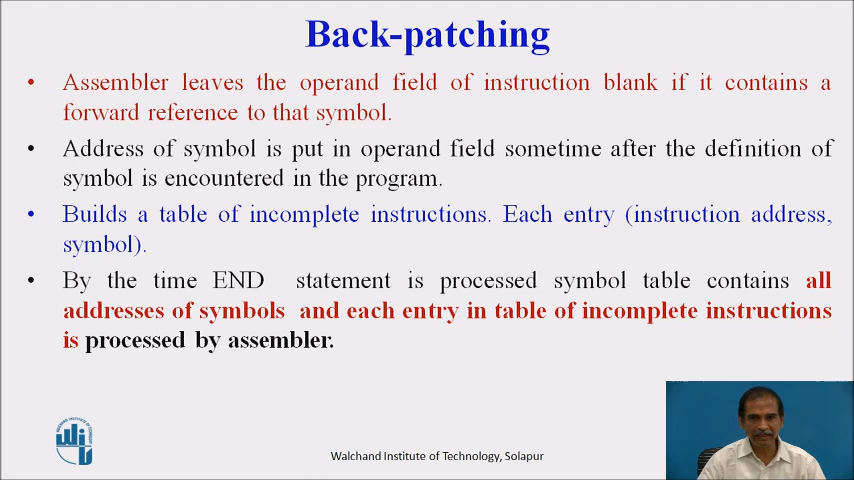 Back-patching
• Assembler leaves the operand field of instruction blank if it contains a
forward reference to that symbol.
• Address of symbol is put in operand field sometime after the definition of
symbol is encountered in the program.
• Builds a table of incomplete instructions. Each entry (instruction address,
symbol).
• By the time END statement is processed symbol table contains all
addresses of symbols and each entry in table of incomplete instructions
is processed by assembler.
Walchand Institute of Technology, Solapur